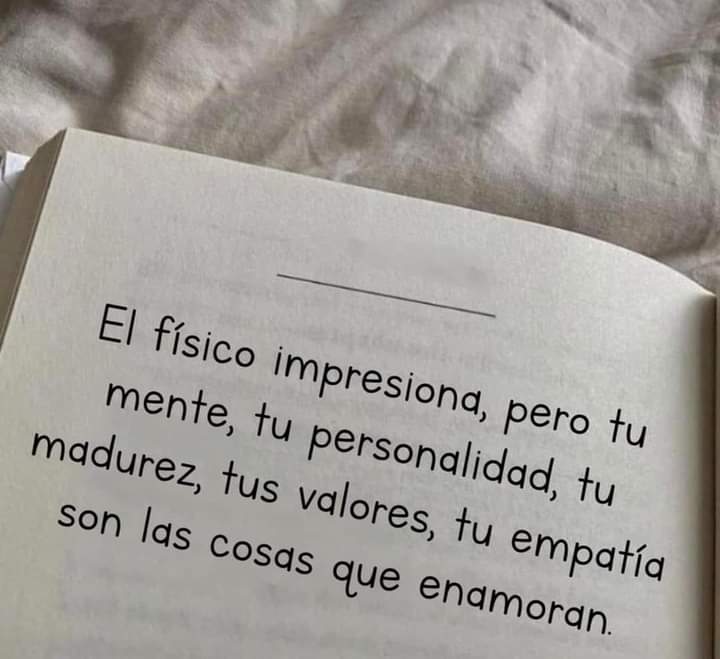 El físico impresiona, pero tu
mente, tu personalidad, tu
madurez, tus valores, tu empatía
son las cosas que enamoran.